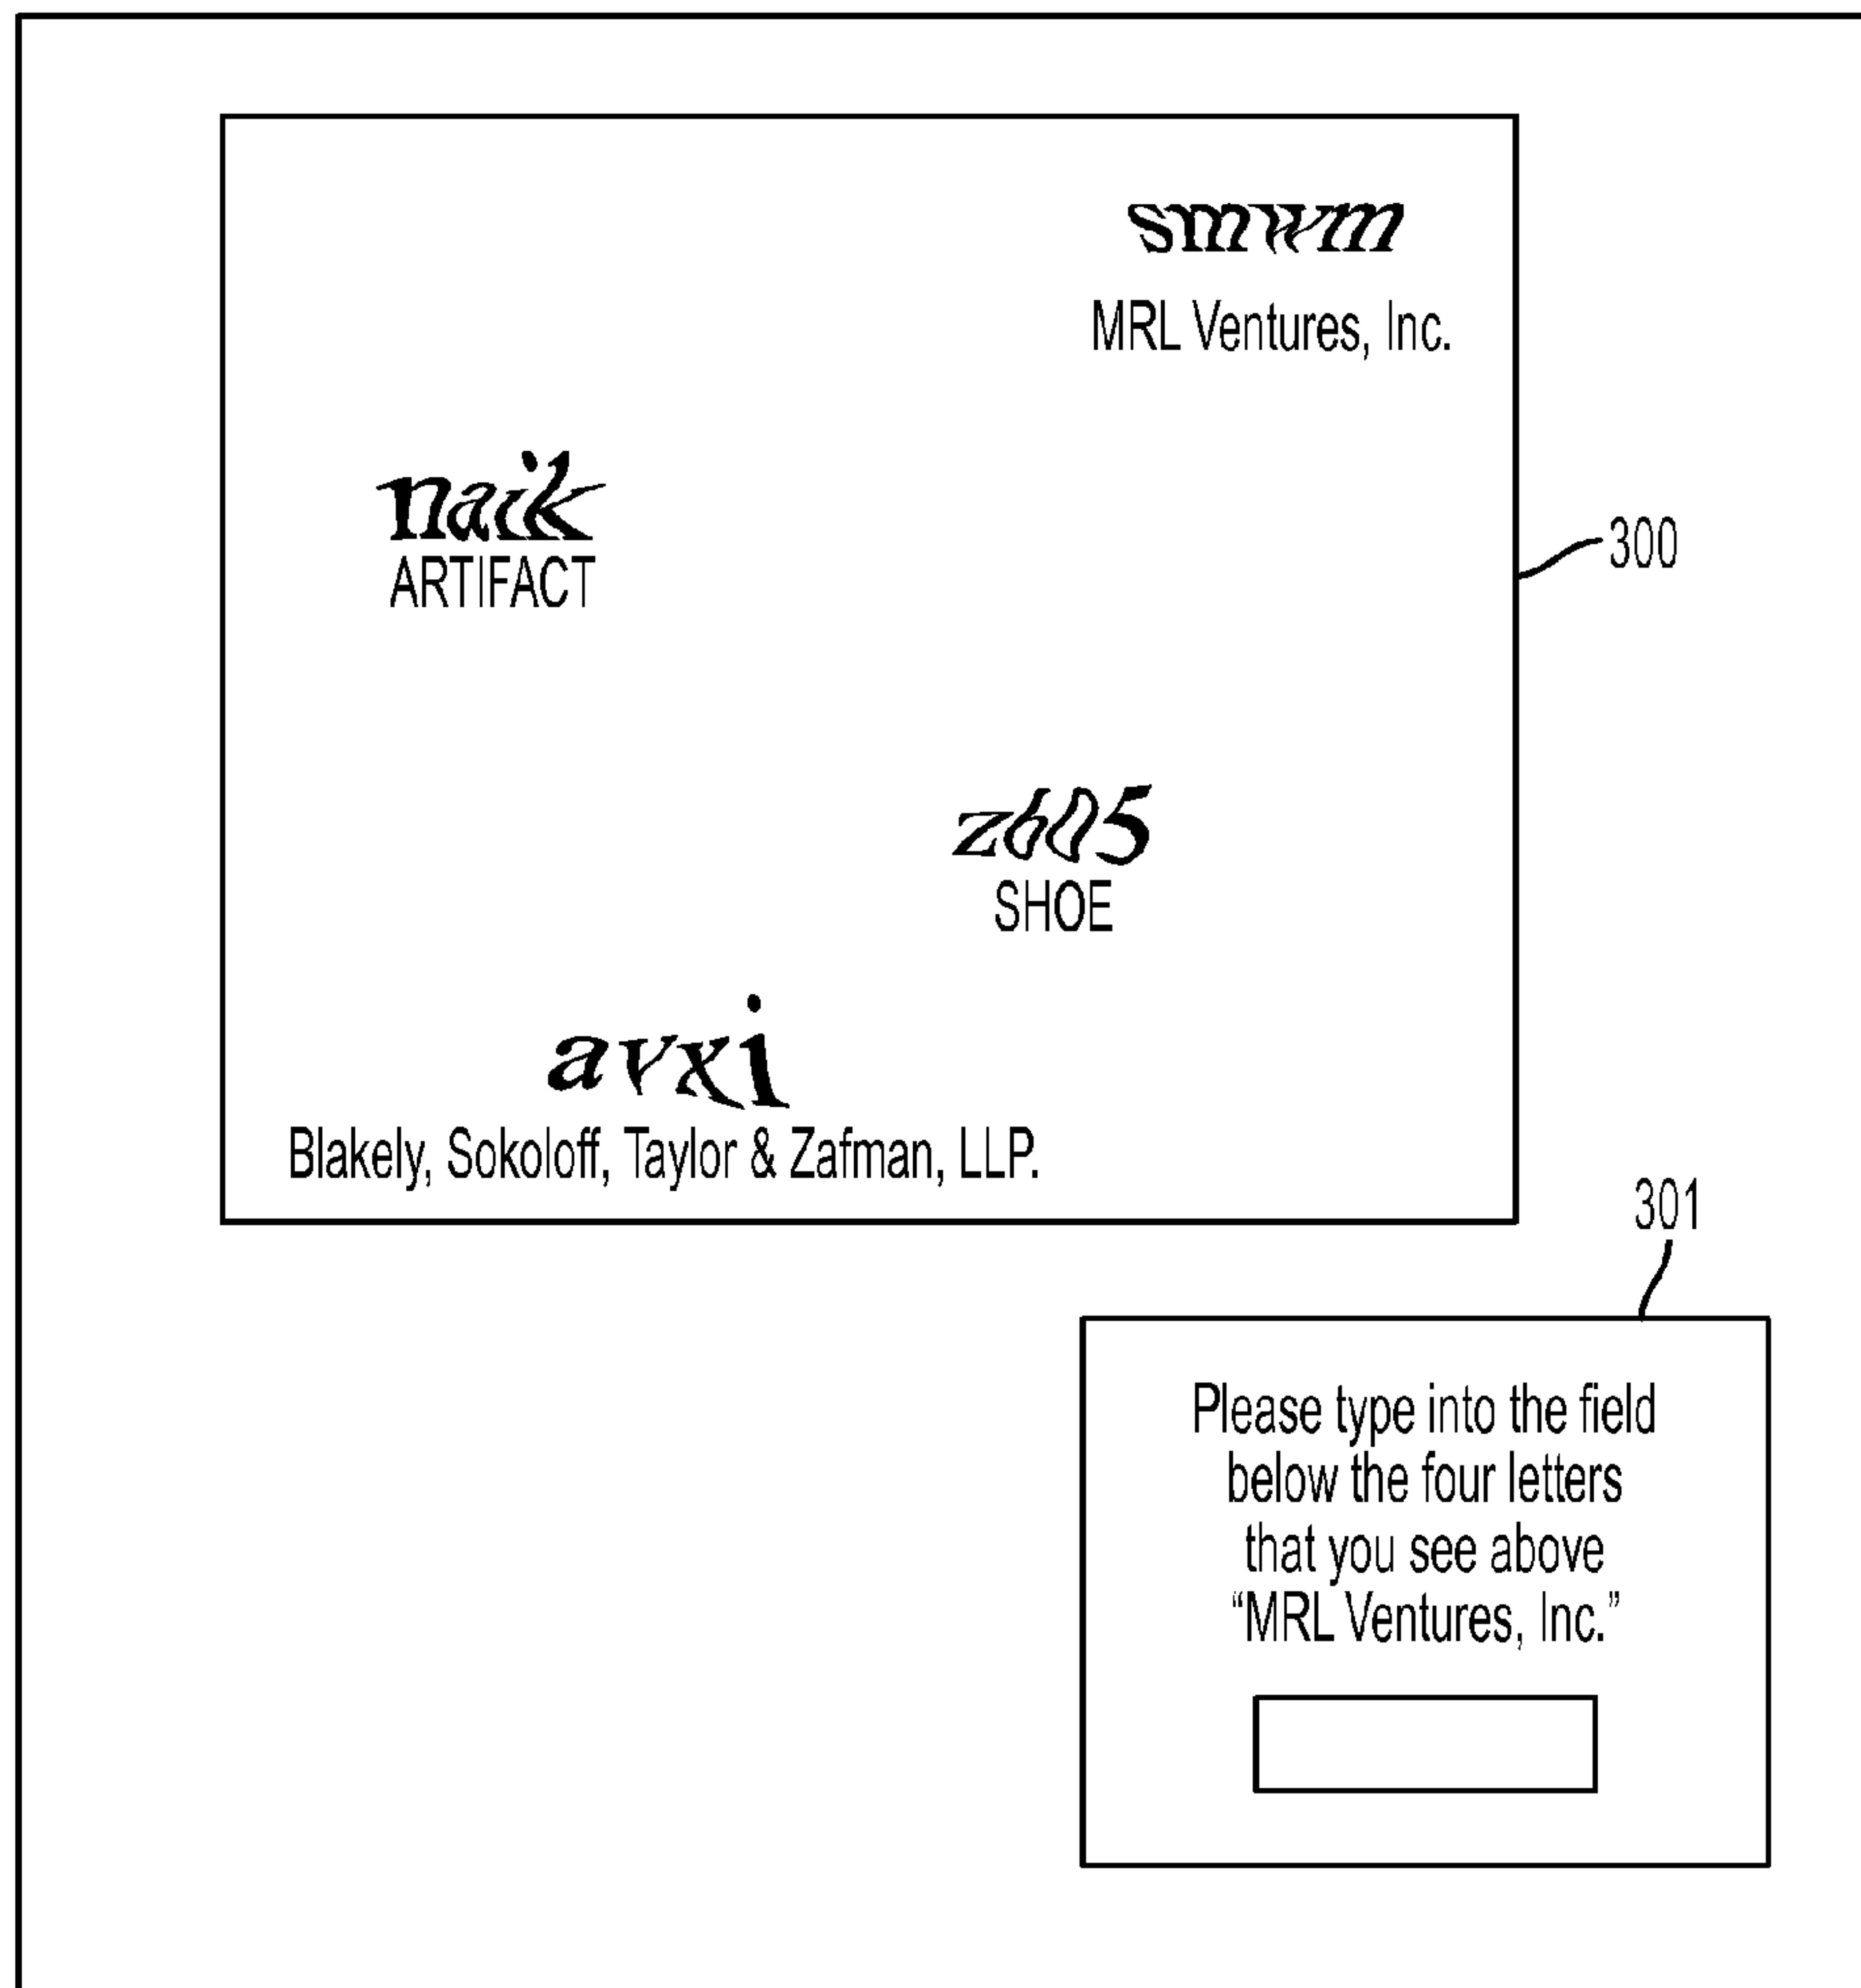 smwm
MRL Ventures, Inc.
naik
ARTIFACT
300
z605
SHOE
avxi
Blakely, Sokoloff, Taylor & Zafman, LLP.
301
Please type into the field
below the four letters
that you see above
“MRL Ventures, Inc.”